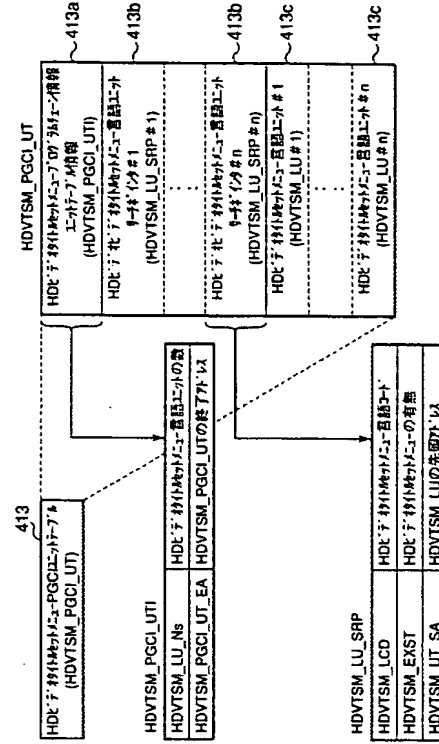 413
HDビデオタイトルセットメニューPGCIユニットテーブル
(HDVTSM_PGCI_UT)
HDVTSM_PGCI_UT
HDビデオタイトルセットメニュープログラムチェーン情報
ユニットテーブル情報
(HDVTSM_PGCI_UTI)
413a
HDビデオタイトルセットメニュー言語ユニット
サーチポインタ#1
(HDVTSM_LU_SRP#1)
413b
HDビデオタイトルセットメニュー言語ユニット
サーチポインタ#n
(HDVTSM_LU_SRP#n)
413b
HDビデオタイトルセットメニュー言語ユニット#1
(HDVTSM_LU#1)
413c
HDビデオタイトルセットメニュー言語ユニット#n
(HDVTSM_LU#n)
413c
HDVTSM_PGCI_UTI
HDVTSM_LU_Ns
HDビデオタイトルセットメニュー言語ユニットの数
HDVTSM_PGCI_UT_EA
HDVTSM_PGCI_UTの終了アドレス
HDVTSM_LU_SRP
HDVTSM_LCD
HDビデオタイトルセットメニュー言語コード
HDVTSM_EXST
HDビデオタイトルセットメニューの有無
HDVTSM_UT_SA
HDVTSM_LUの先頭アドレス